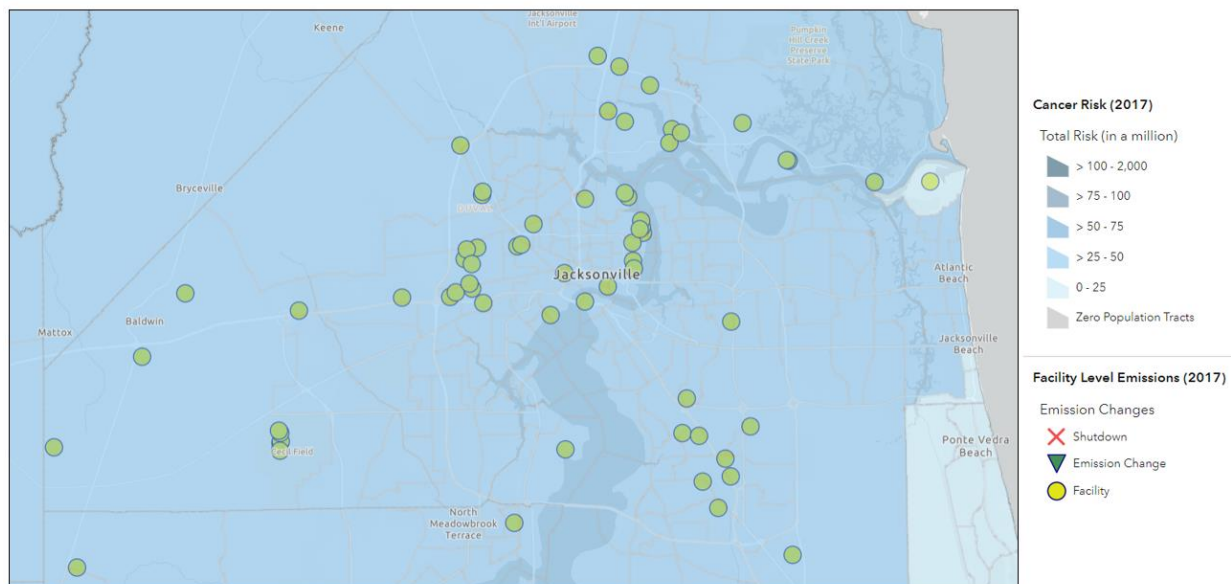 Jacksonville
Int'l Airport
Keene
Pumpkin
Hill Creek
Preserve
State Park
Bryceville
Jacksonville
Atlantic
Beach
Baldwin
Mattox
Jacksonville
Beach
Cecil Field
Ponte Vedra
Beach
North
Meadowbrook
Terrace
Cancer Risk (2017)
Total Risk (in a million)
> 100 - 2,000
> 75 - 100
> 50 - 75
> 25 - 50
0 - 25
Zero Population Tracts
Facility Level Emissions (2017)
Emission Changes
Shutdown
Emission Change
Facility